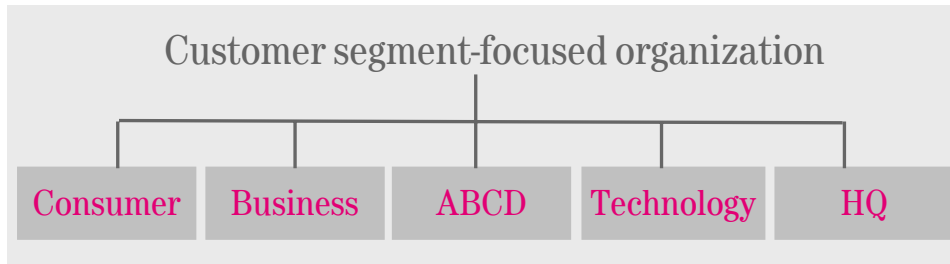 Customer segment-focused organization
Consumer Business ABCD Technology HQ